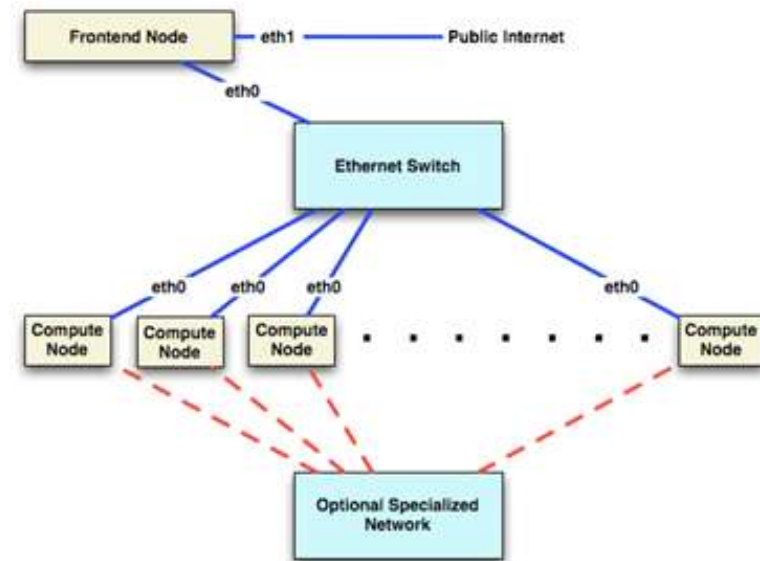 Frontend Node
eth1
Public Internet
eth0
Ethernet Switch
eth0
eth0
eth0
eth0
Compute
Node
Compute
Node
Compute
Node
Compute
Node
Optional Specialized
Network